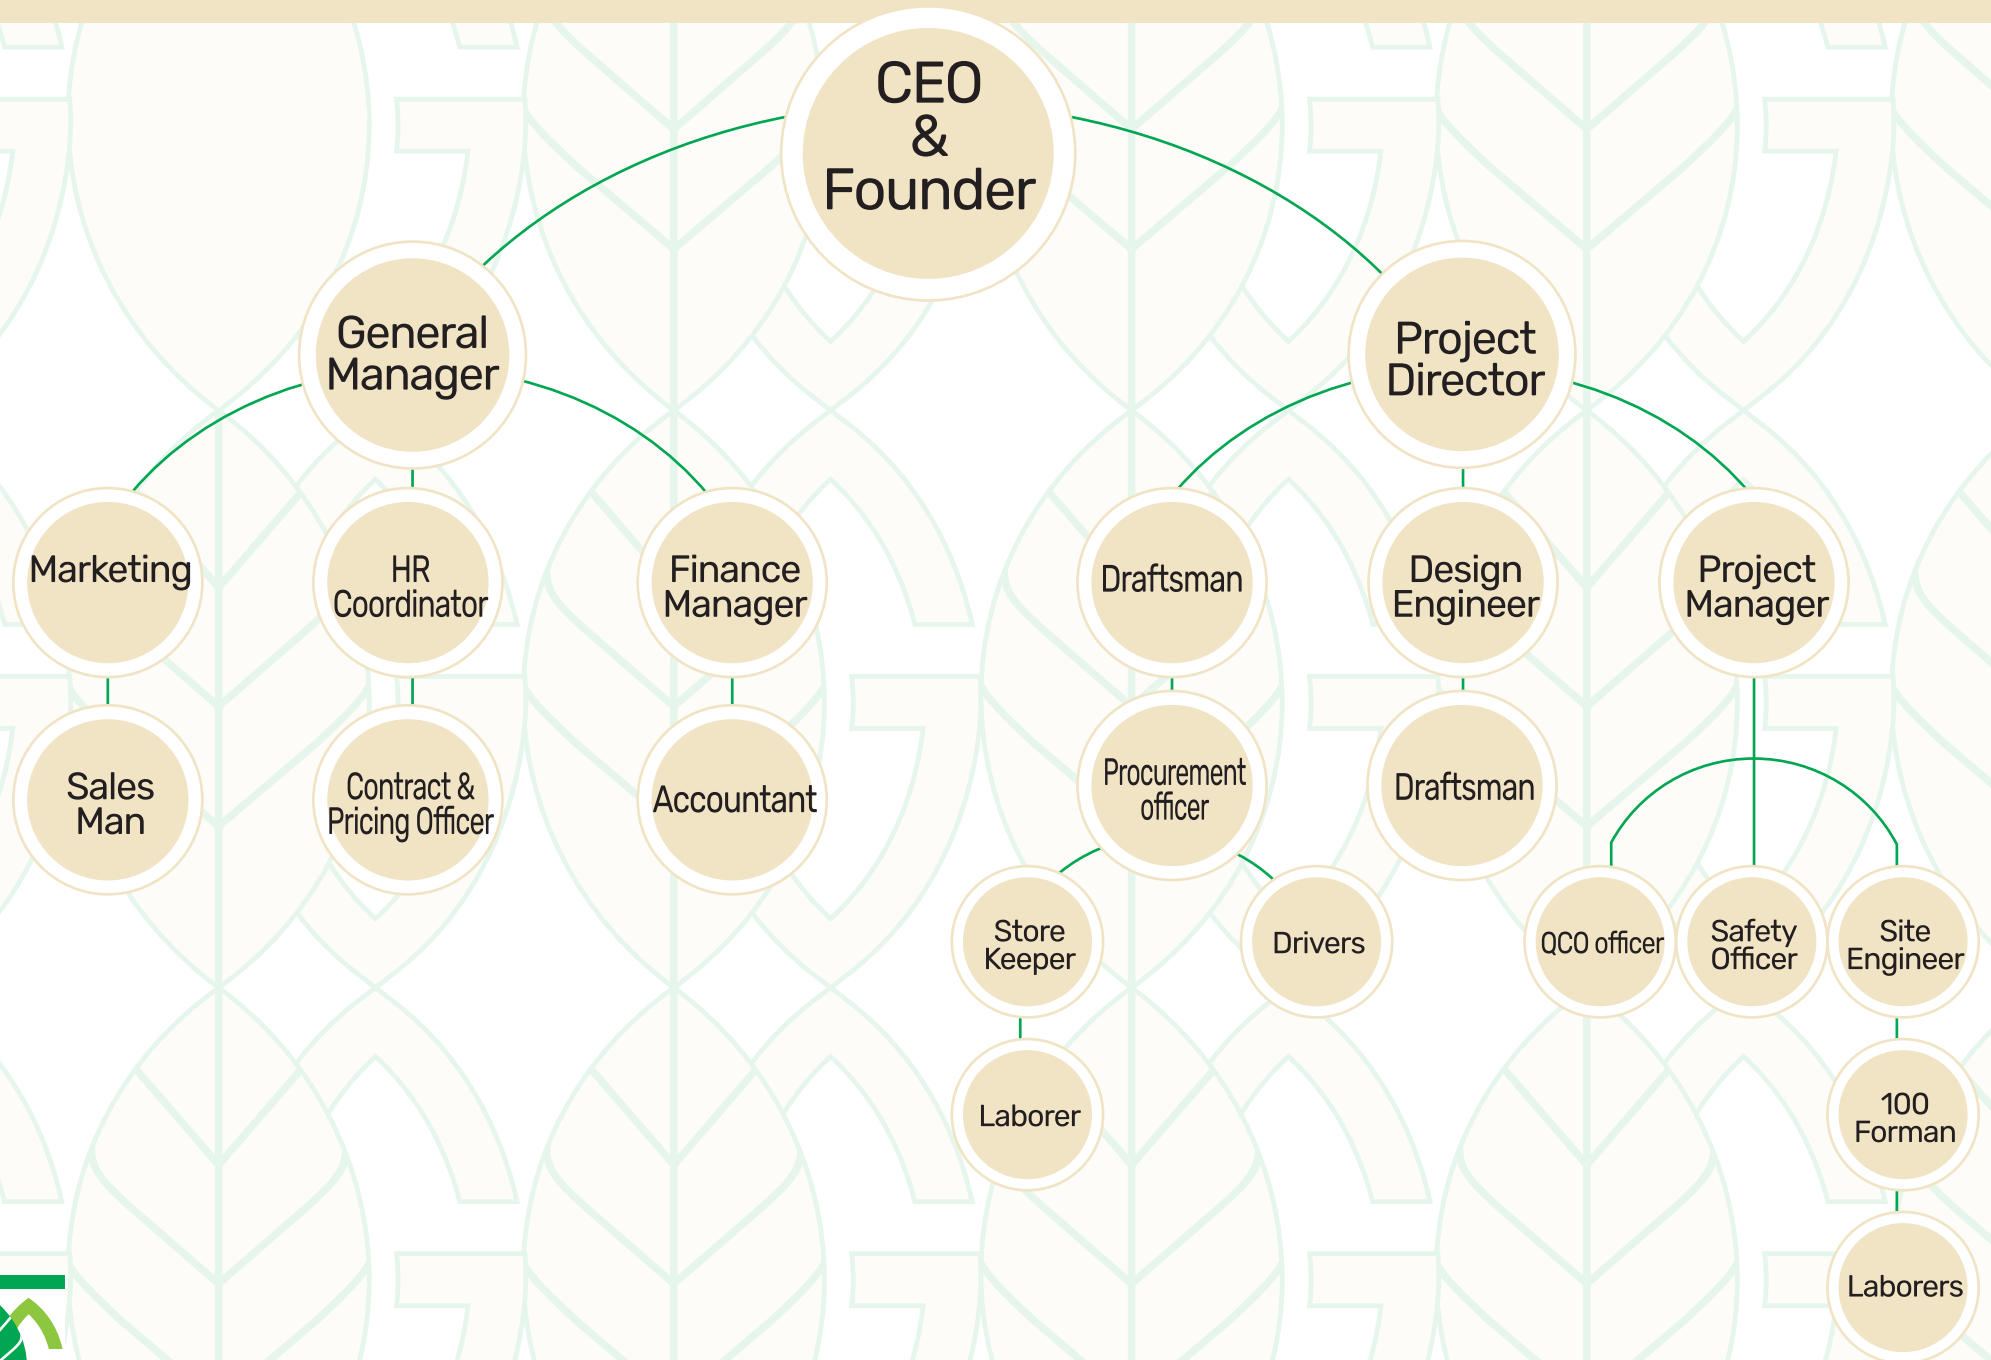 CEO
&
Founder
General
Manager
Project
Director
Marketing
HR
Coordinator
Finance
Manager
Draftsman
Design
Engineer
Project
Manager
Sales
Man
Contract &
Pricing Officer
Accountant
Procurement
officer
Draftsman
Store
Keeper
Drivers
QCO officer
Safety
Officer
Site
Engineer
Laborer
100
Forman
Laborers